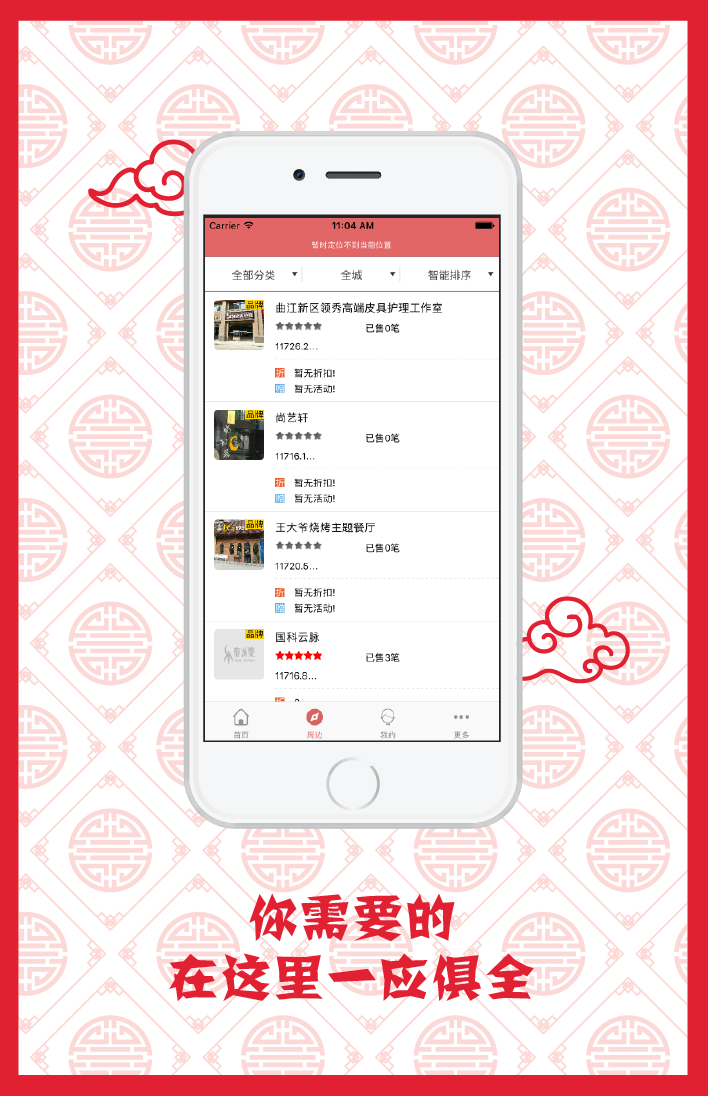 Carrier
11:04 AM
暂时定位不到当前位置
全部分类
全城
智能排序
品牌
曲江新区领秀高端皮具护理工作室
已售0笔
11726.2...
折
暂无折扣!
暂无活动!
品牌
尚艺轩
已售0笔
11716.1...
折
暂无折扣!
暂无活动!
品牌
王大爷烧烤主题餐厅
已售0笔
11720.5...
折
暂无折扣!
暂无活动!
品牌
国科云脉
已售3笔
11716.8...
首页
周边
我的
更多
你需要的
在这里一应俱全